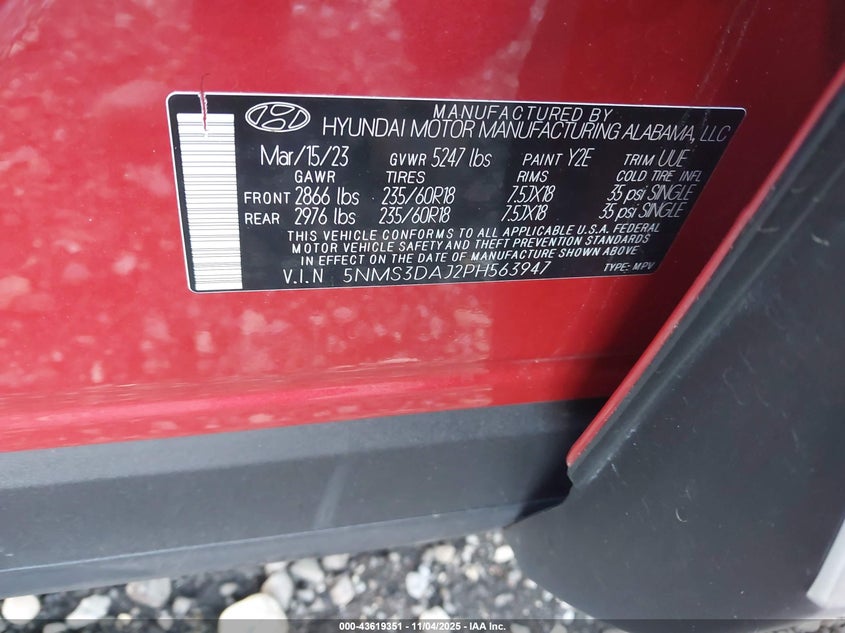 MANUFACTURED BY
HYUNDAI MOTOR MANUFACTURING ALABAMA, LLC
Mar/15/23 GVWR 5247 lbs PAINT Y2E TRIM UUE
GAWR TIRES RIMS COLD TIRE INFL
FRONT 2866 lbs 235/60R18 7.5JX18 35 psi SINGLE
REAR 2976 lbs 235/60R18 7.5JX18 35 psi SINGLE
THIS VEHICLE CONFORMS TO ALL APPLICABLE U.S.A. FEDERAL
MOTOR VEHICLE SAFETY AND THEFT PREVENTION STANDARDS
IN EFFECT ON THE DATE OF MANUFACTURE SHOWN ABOVE.
V.I.N 5NMS3DAJ2PH563947 TYPE: MPV
000-43619351 - 11/04/2025 - IAA, Inc.